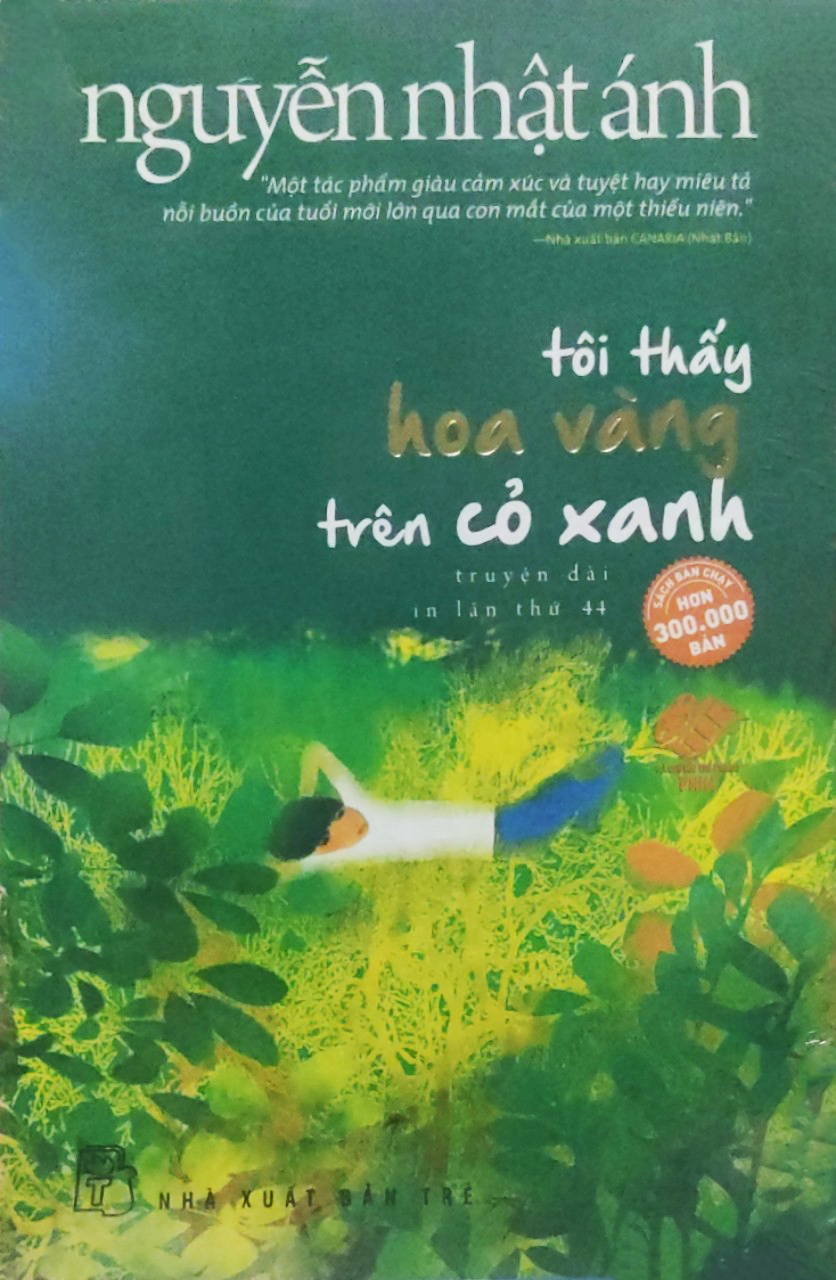 nguyễn nhật ánh
"Một tác phẩm giàu cảm xúc và tuyệt hay miêu tả
nỗi buồn của tuổi mới lớn qua con mắt của một thiếu niên."
—Nhà xuất bản CANARIA (Nhật Bản)
tôi thấy
hoa vàng
trên cỏ xanh
truyện dài
in lần thứ 44
SÁCH BÁN CHẠY
HƠN
300.000
BẢN
PHIM
NHÀ XUẤT BẢN TRẺ